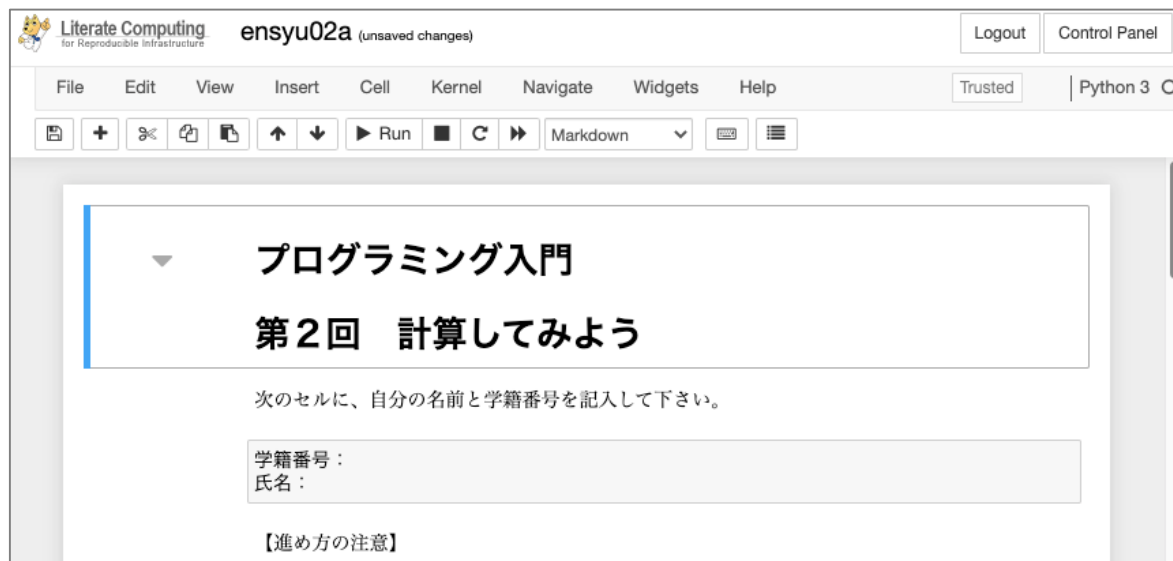 Literate Computing
for Reproducible Infrastructure
ensyu02a (unsaved changes)
Logout
Control Panel
File Edit View Insert Cell Kernel Navigate Widgets Help
Trusted
Python 3
Run
Markdown
プログラミング入門
第２回　計算してみよう
次のセルに、自分の名前と学籍番号を記入して下さい。
学籍番号：
氏名：
【進め方の注意】